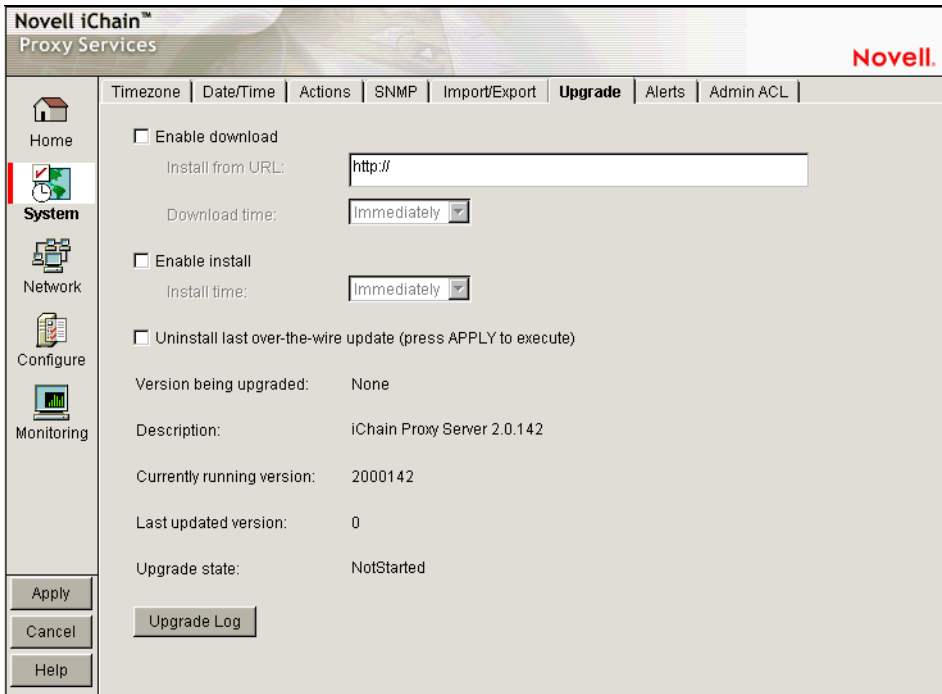 Novell iChain™
Proxy Services
Novell.
Timezone Date/Time Actions SNMP Import/Export Upgrade Alerts Admin ACL
Home
System
Network
Configure
Monitoring
Enable download
Install from URL: http://
Download time: Immediately
Enable install
Install time: Immediately
Uninstall last over-the-wire update (press APPLY to execute)
Version being upgraded: None
Description: iChain Proxy Server 2.0.142
Currently running version: 2000142
Last updated version: 0
Upgrade state: NotStarted
Upgrade Log
Apply
Cancel
Help